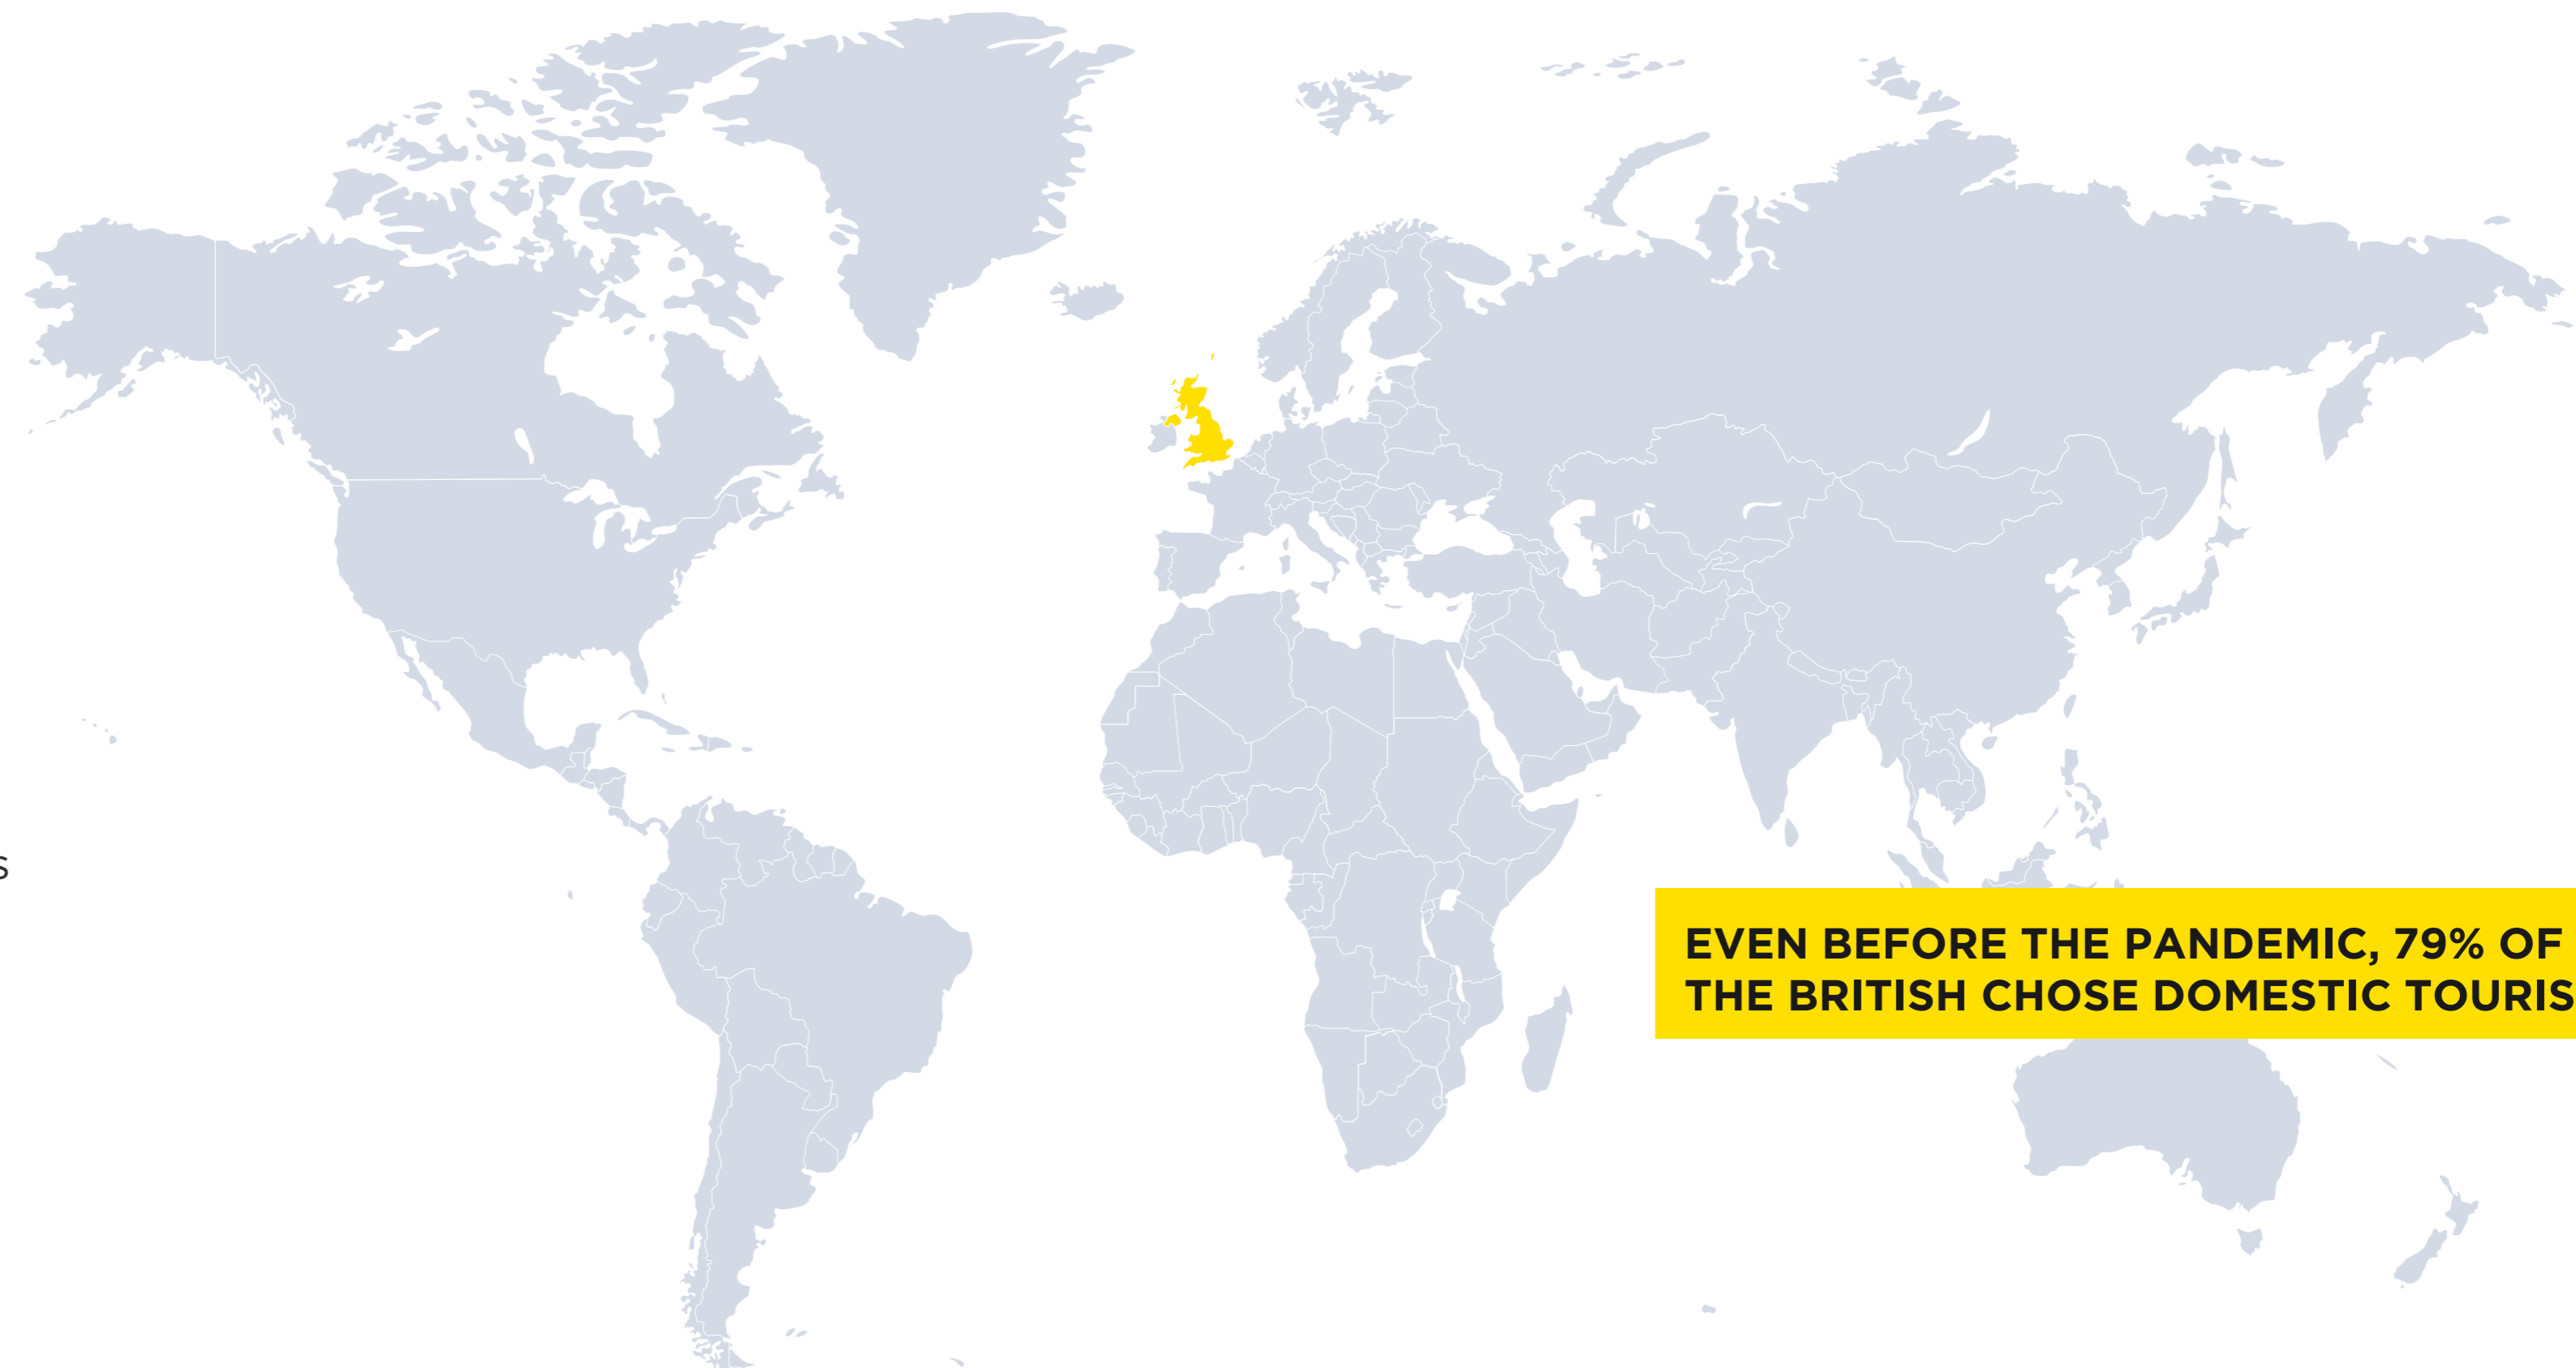 s
EVEN BEFORE THE PANDEMIC, 79% OF
THE BRITISH CHOSE DOMESTIC TOURIS